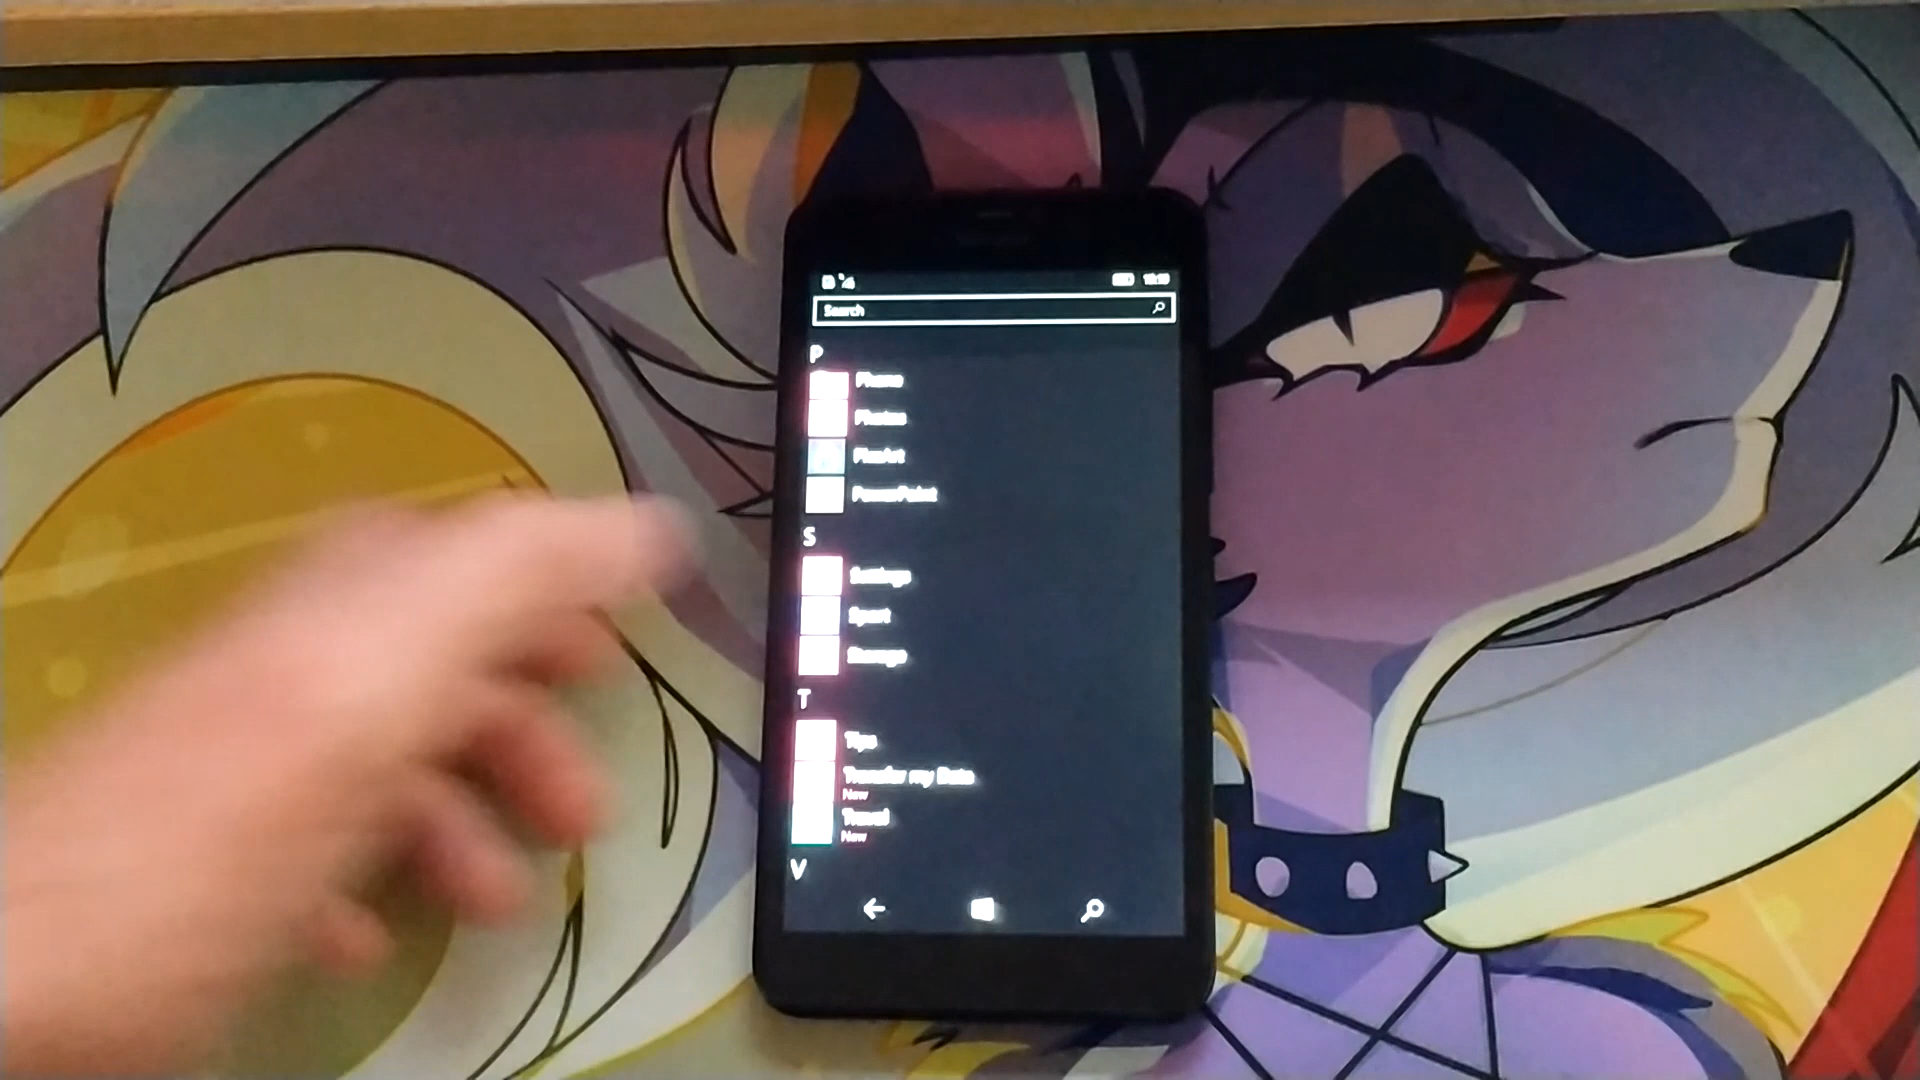 Search
P
Phone
Photos
PicsArt
PowerPoint
S
Settings
Sport
Storage
T
Tips
Transfer my Data
New
Travel
New
V